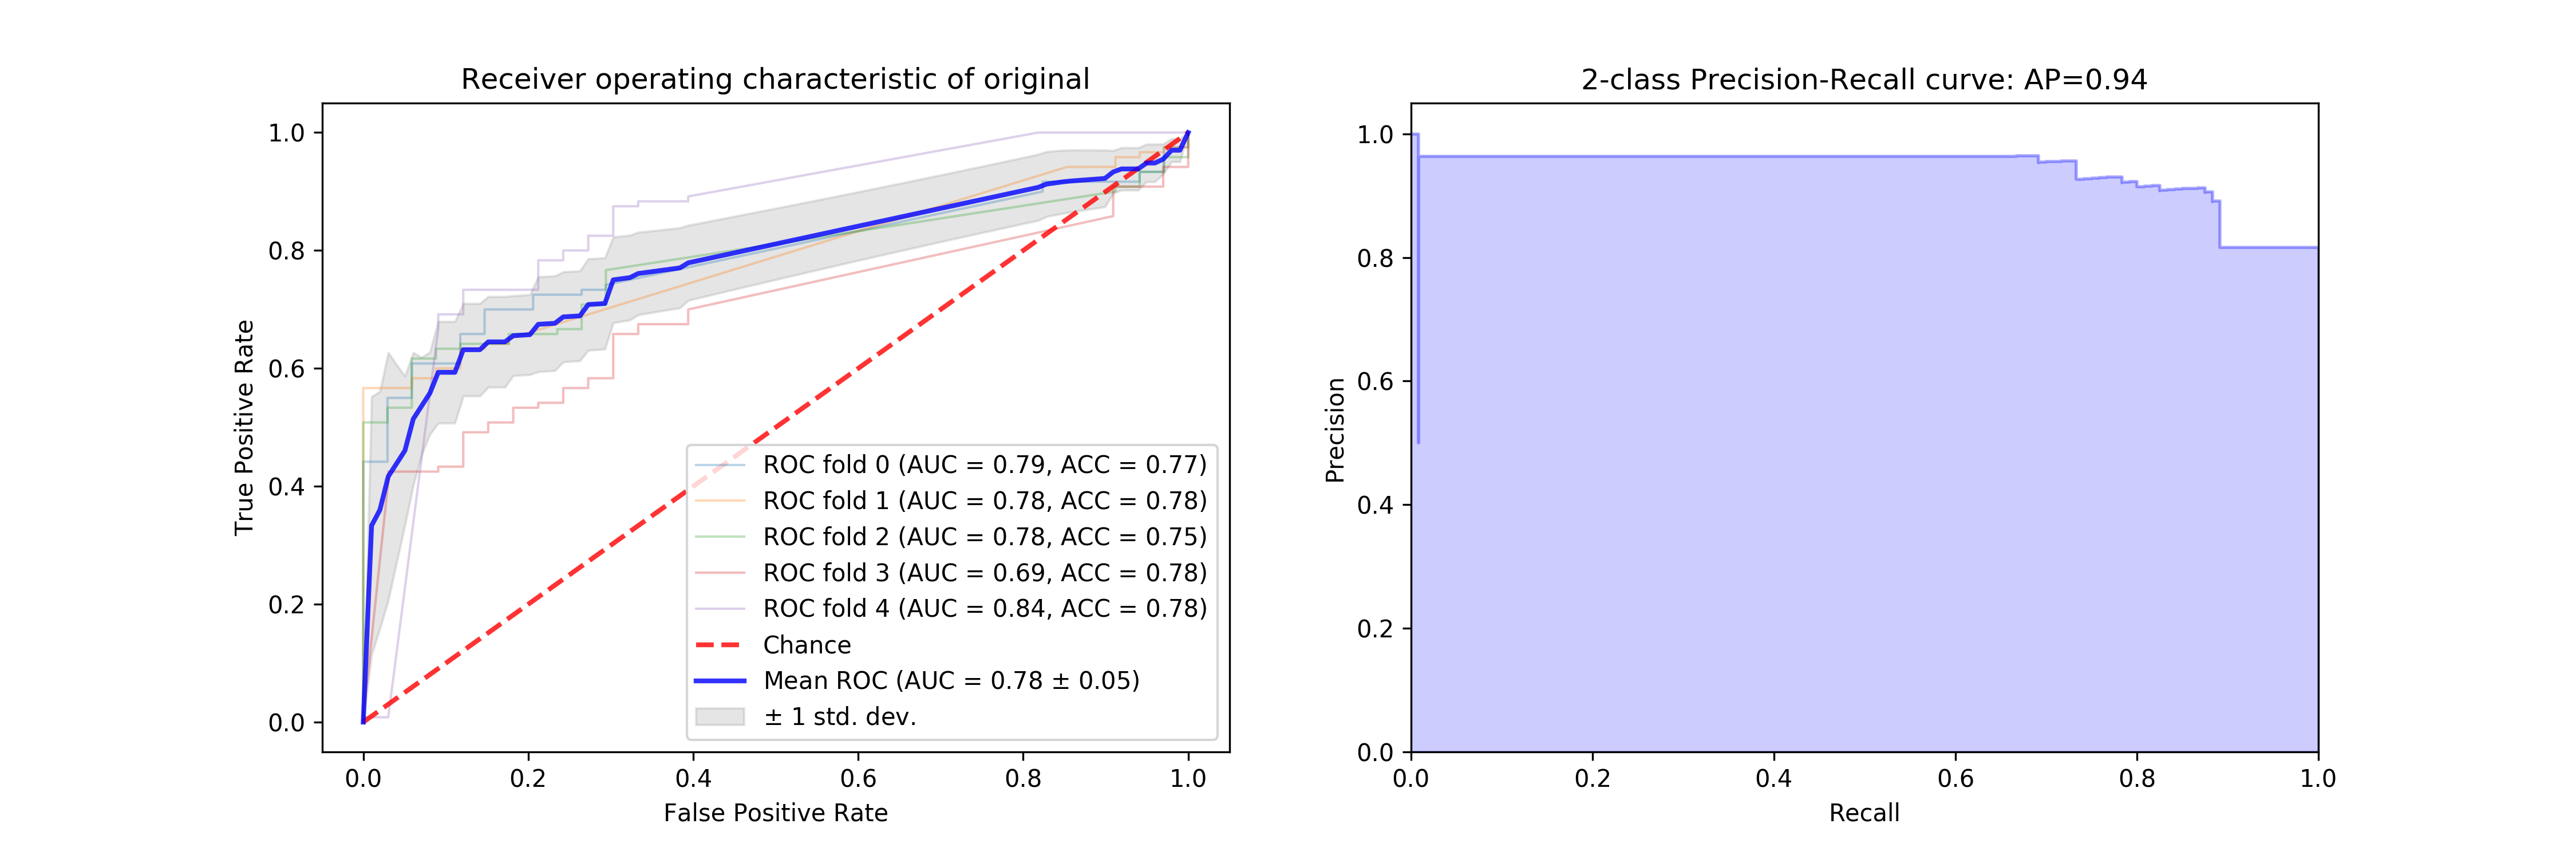 Receiver operating characteristic of original
True Positive Rate
1.0
0.8
0.6
0.4
0.2
0.0
ROC fold 0 (AUC = 0.79, ACC = 0.77)
ROC fold 1 (AUC = 0.78, ACC = 0.78)
ROC fold 2 (AUC = 0.78, ACC = 0.75)
ROC fold 3 (AUC = 0.69, ACC = 0.78)
ROC fold 4 (AUC = 0.84, ACC = 0.78)
Chance
Mean ROC (AUC = 0.78 ± 0.05)
± 1 std. dev.
0.0 0.2 0.4 0.6 0.8 1.0
False Positive Rate
2-class Precision-Recall curve: AP=0.94
Precision
1.0
0.8
0.6
0.4
0.2
0.0
0.0 0.2 0.4 0.6 0.8 1.0
Recall